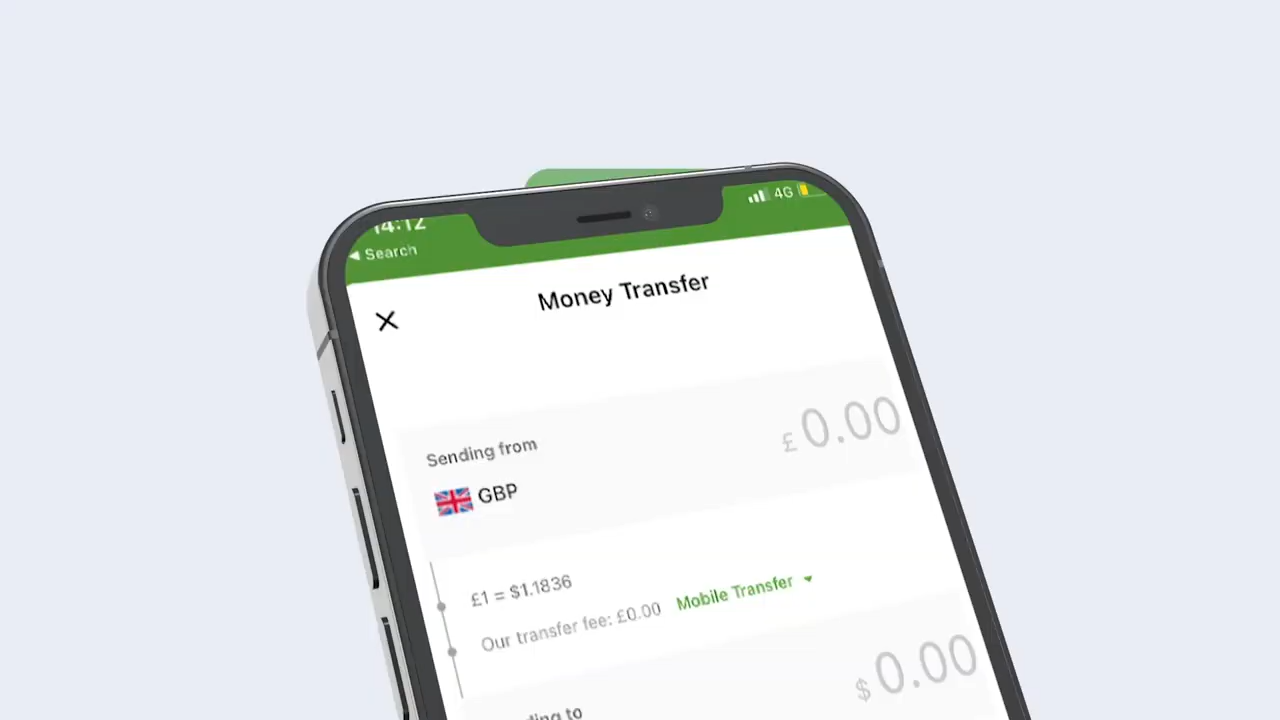 14:12
4G
Search
Money Transfer
Sending from
£ 0.00
GBP
£1 = $1.1836
Our transfer fee: £0.00 Mobile Transfer
$ 0.00
to